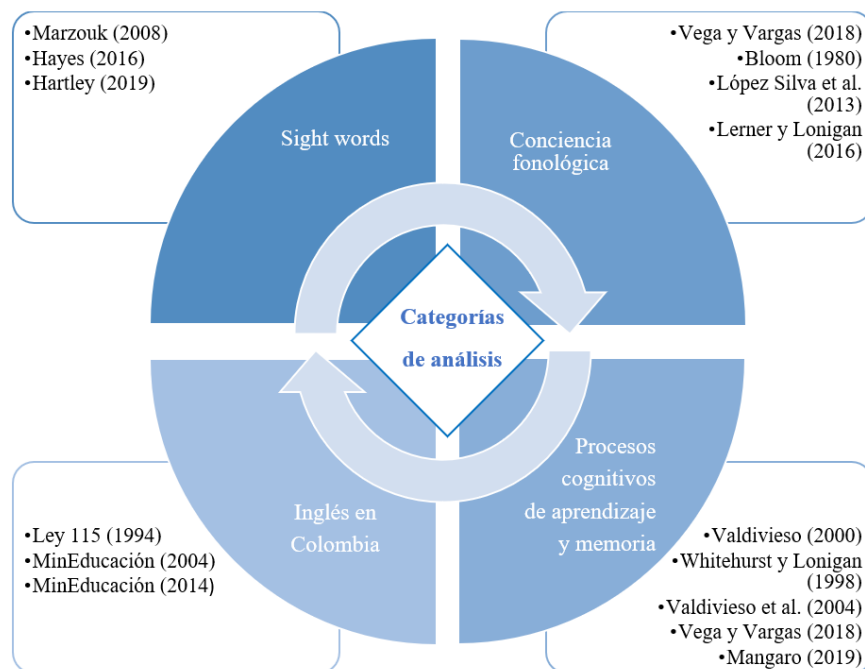 •Marzouk (2008)
•Hayes (2016)
•Hartley (2019)
Sight words
Conciencia
fonológica
•Vega y Vargas (2018)
•Bloom (1980)
•López Silva et al.
(2013)
•Lerner y Lonigan
(2016)
Categorías
de análisis
•Ley 115 (1994)
•MinEducación (2004)
•MinEducación (2014)
Inglés en
Colombia
Procesos
cognitivos
de aprendizaje
y memoria
•Valdivieso (2000)
•Whitehurst y Lonigan
(1998)
•Valdivieso et al. (2004)
•Vega y Vargas (2018)
•Mangaro (2019)